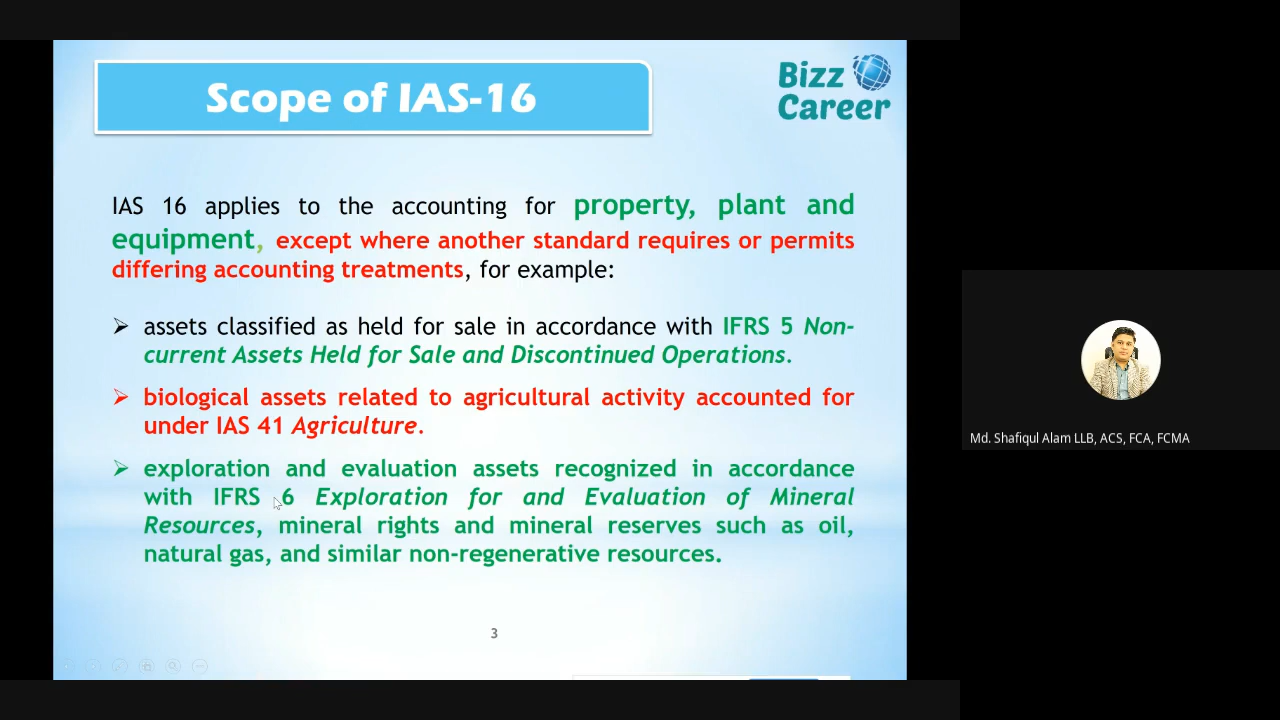 Scope of IAS-16
Bizz
Career
IAS 16 applies to the accounting for property, plant and
equipment, except where another standard requires or permits
differing accounting treatments, for example:
assets classified as held for sale in accordance with IFRS 5 Non-
current Assets Held for Sale and Discontinued Operations.
biological assets related to agricultural activity accounted for
under IAS 41 Agriculture.
exploration and evaluation assets recognized in accordance
with IFRS 6 Exploration for and Evaluation of Mineral
Resources, mineral rights and mineral reserves such as oil,
natural gas, and similar non-regenerative resources.
3
Md. Shafiqul Alam LLB, ACS, FCA, FCMA